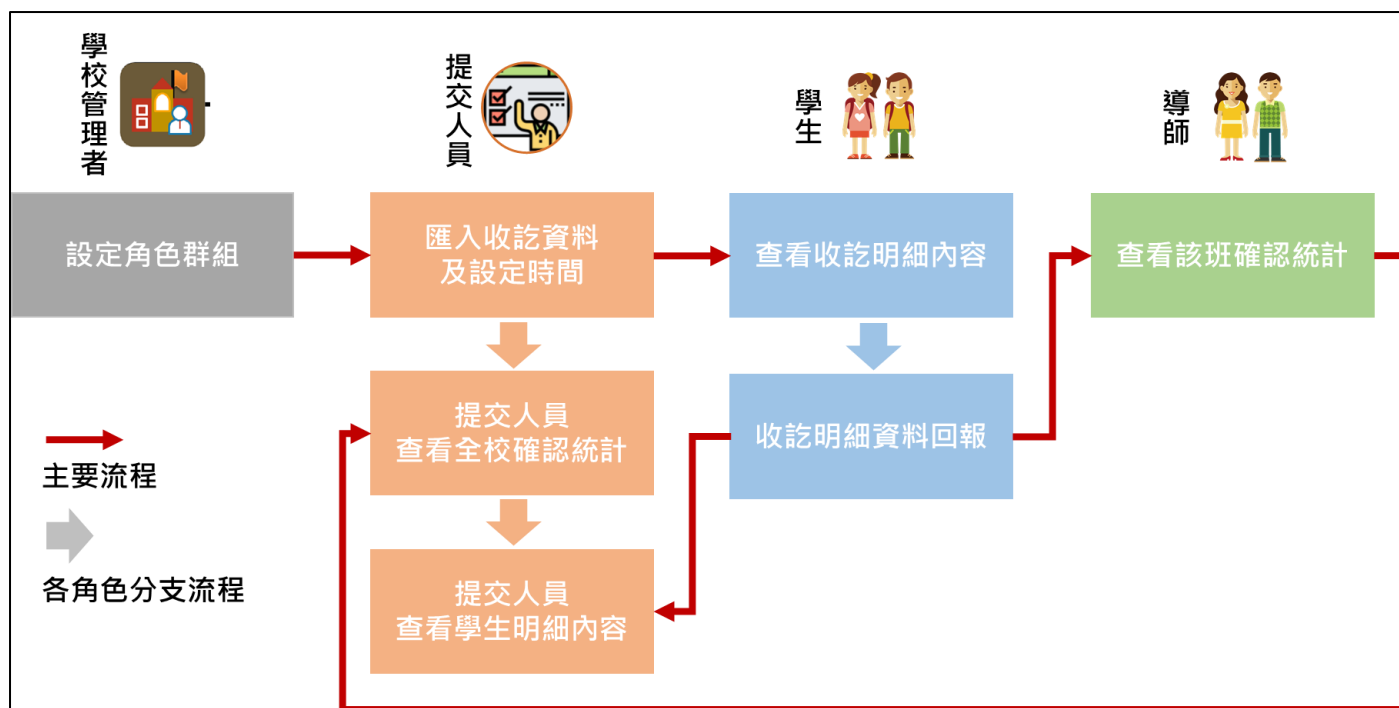 學校管理者
提交人員
學生
導師
設定角色群組
匯入收訖資料
及設定時間
查看收訖明細內容
查看該班確認統計
提交人員
查看全校確認統計
收訖明細資料回報
提交人員
查看學生明細內容
主要流程
各角色分支流程